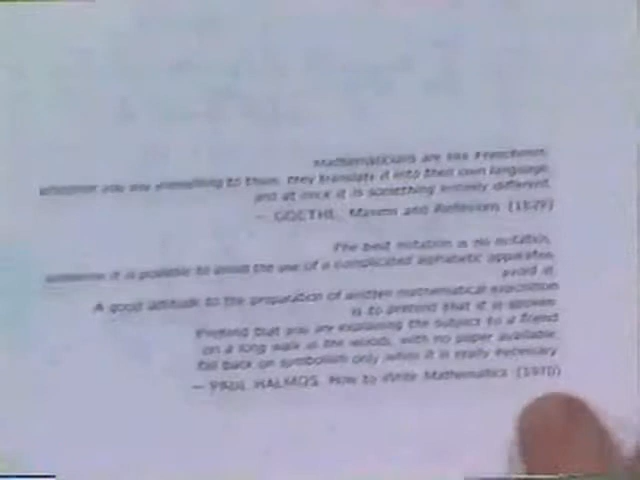 Mathematicians are like Frenchmen:
whenever you say something to them, they translate it into their own language,
and at once it is something entirely different.
— GOETHE, Maxims and Reflexions (1829)
The best notation is no notation;
whenever it is possible to avoid the use of a complicated alphabetic apparatus,
avoid it.
A good attitude to the preparation of written mathematical exposition
is to pretend that it is spoken.
Pretend that you are explaining the subject to a friend
on a long walk in the woods, with no paper available;
fall back on symbolism only when it is really necessary.
— PAUL HALMOS, How to Write Mathematics (1970)